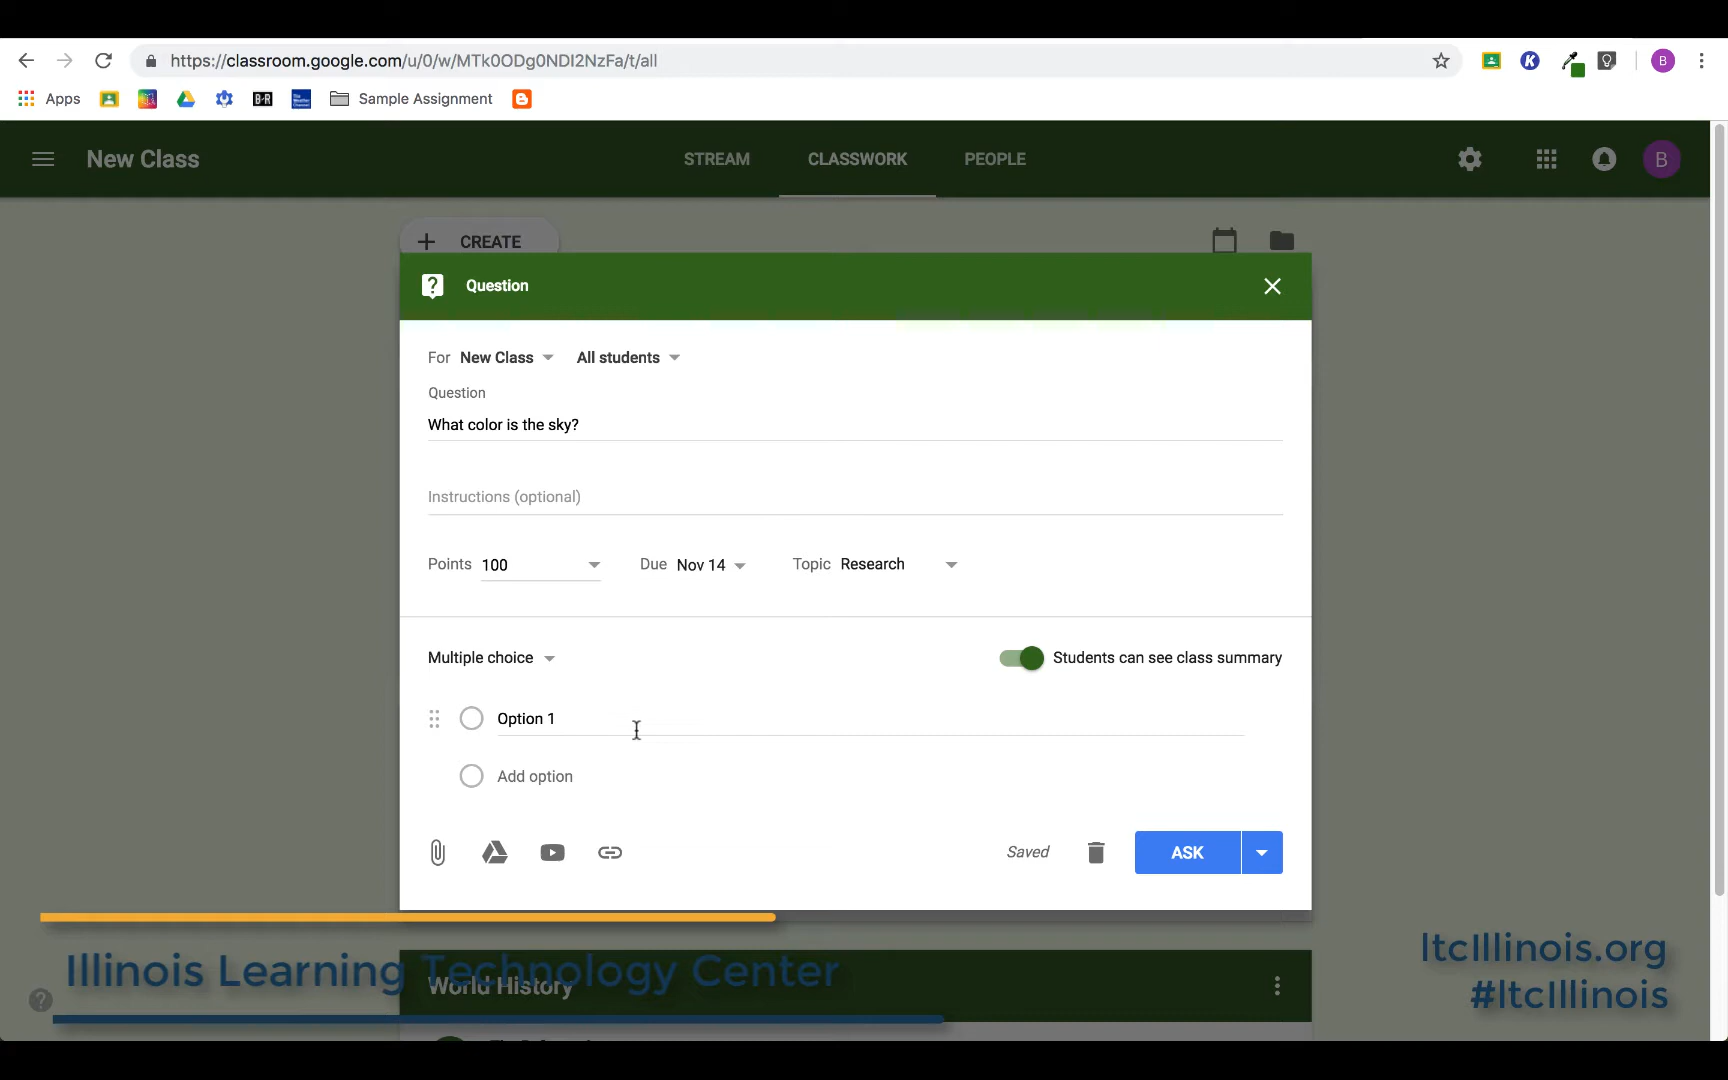 https://classroom.google.com/u/0/w/MTk0ODg0NDI2NzFa/t/all
Apps
B-R
Sample Assignment
K
B
New Class
STREAM
CLASSWORK
PEOPLE
B
+ CREATE
Question
For New Class All students
Question
What color is the sky?
Instructions (optional)
Points 100
Due Nov 14
Topic Research
Multiple choice
Students can see class summary
Option 1
Add option
Saved
ASK
World History
Illinois Learning Technology Center
ltcIllinois.org
#ltcIllinois